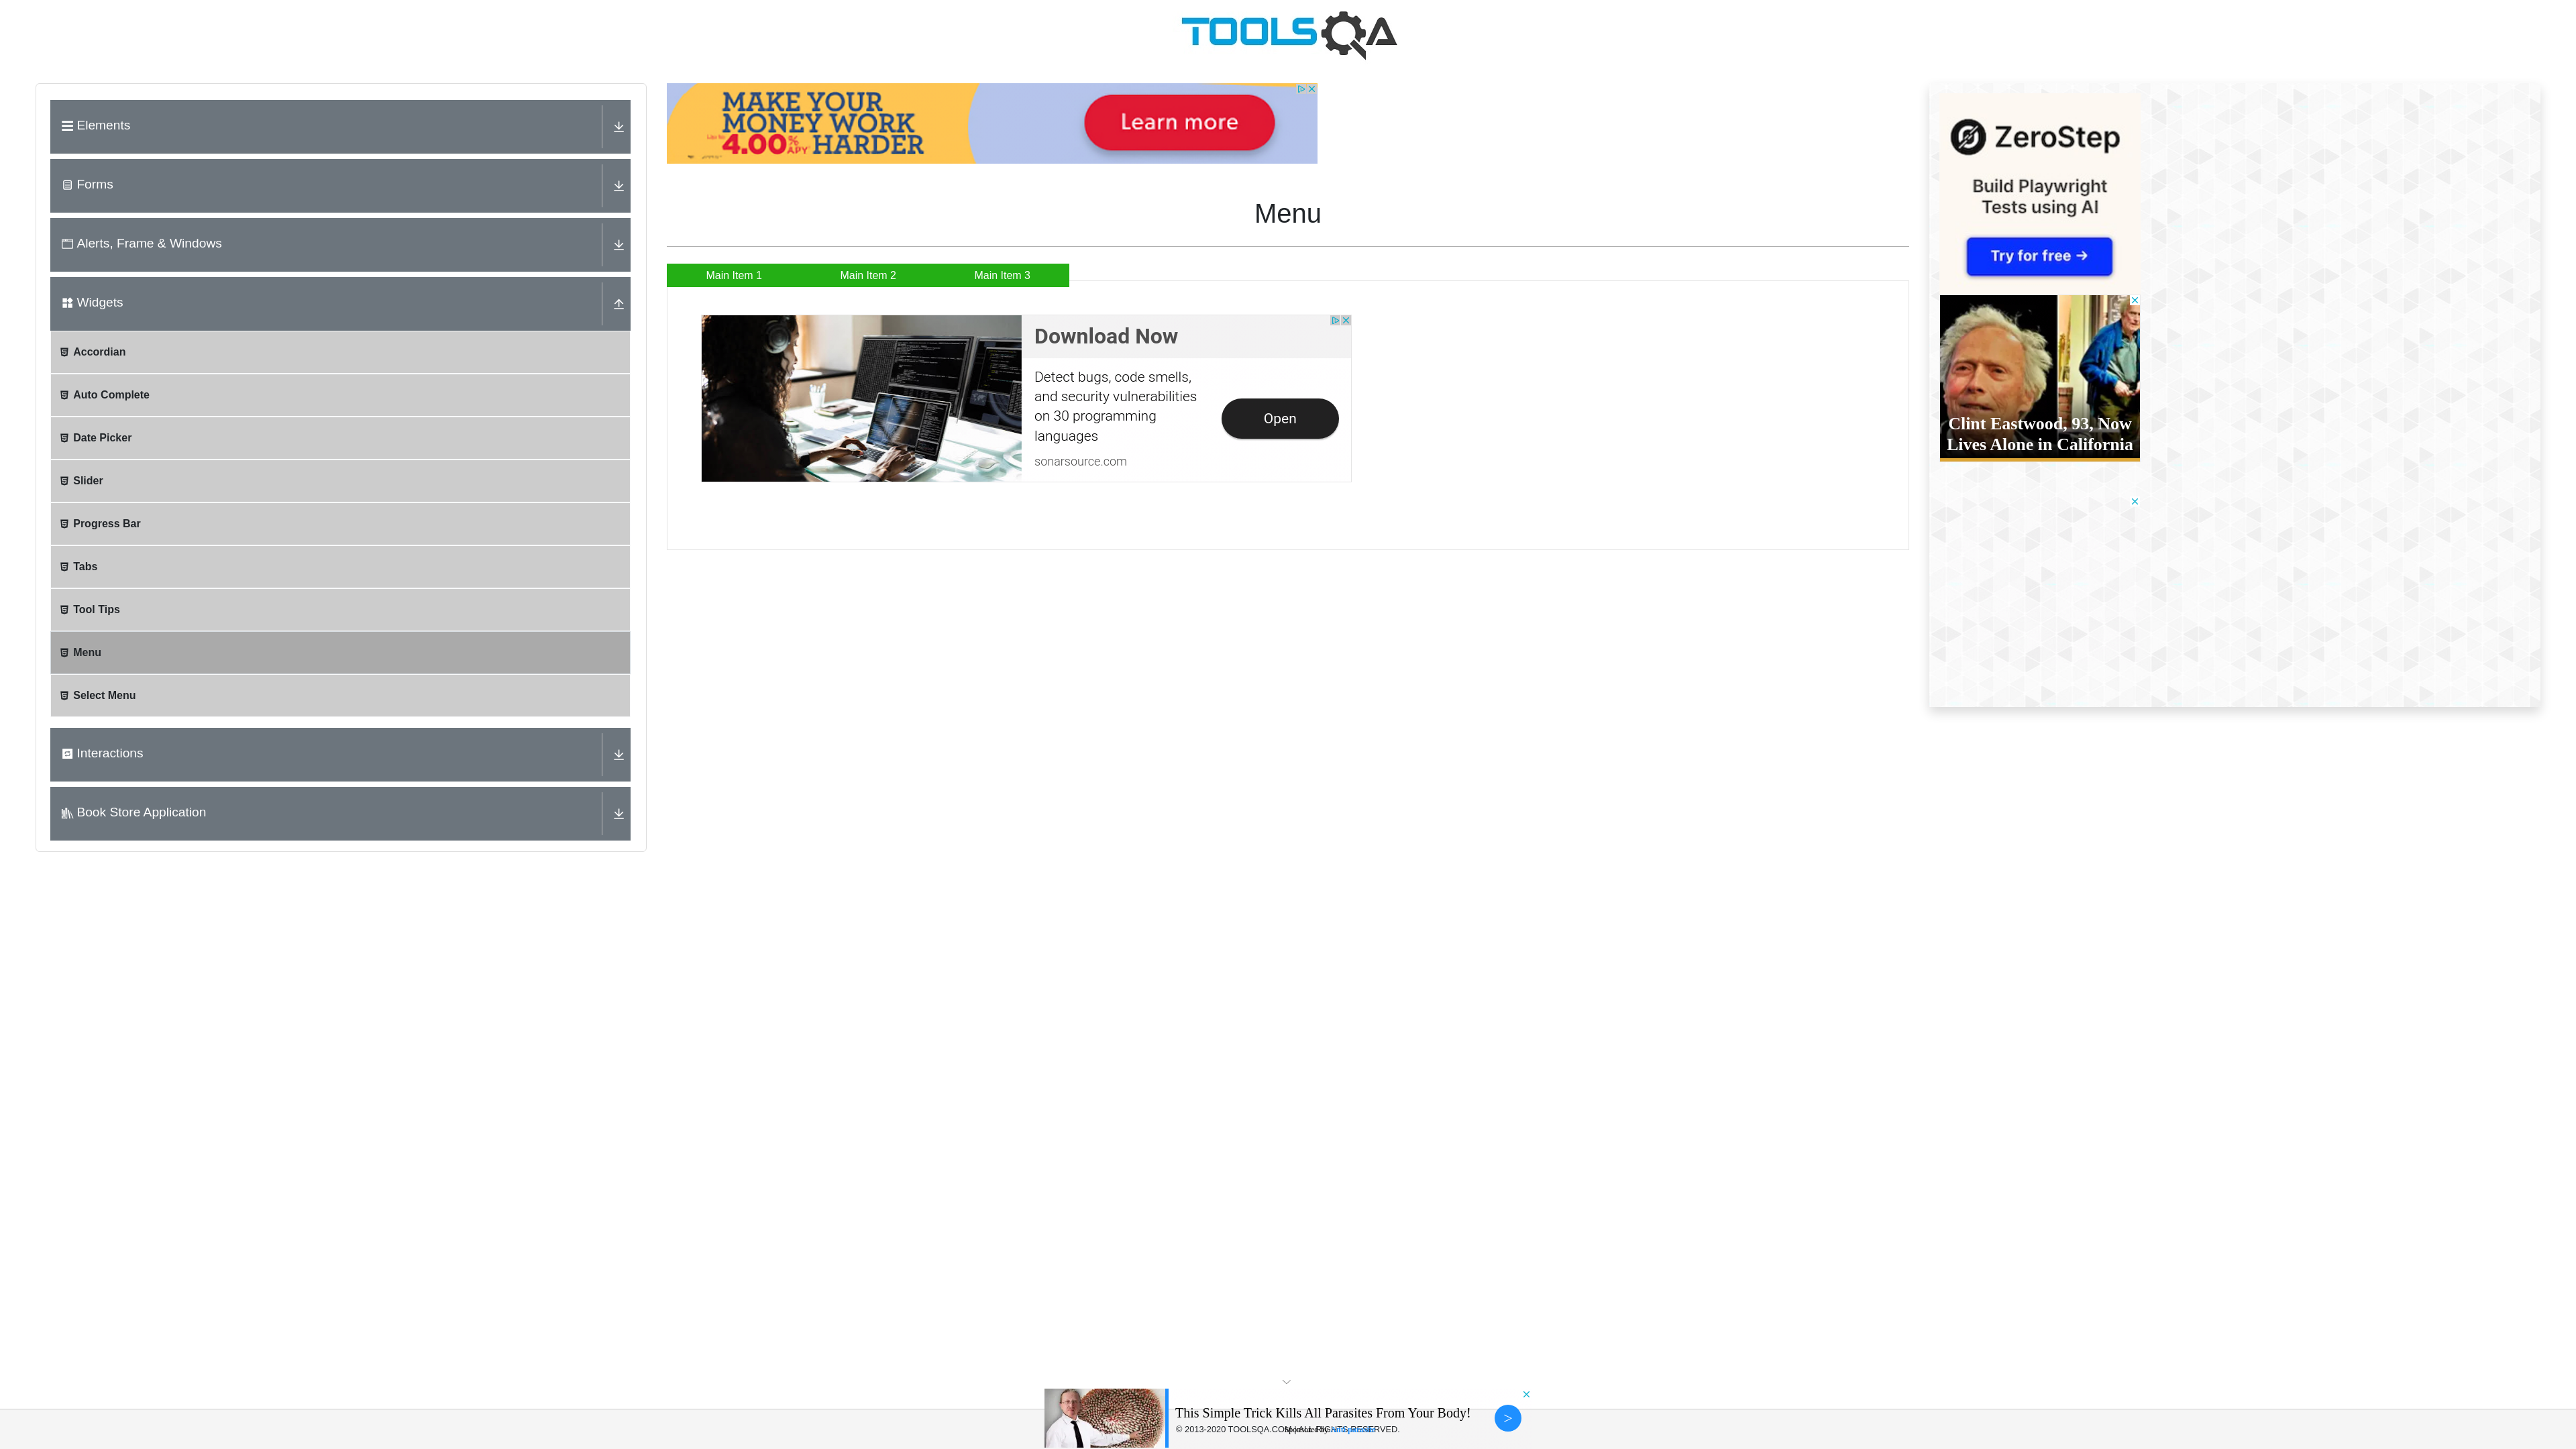 TOOLSQA
Elements
Forms
Alerts, Frame & Windows
Widgets
Accordian
Auto Complete
Date Picker
Slider
Progress Bar
Tabs
Tool Tips
Menu
Select Menu
Interactions
Book Store Application
MAKE YOUR
MONEY WORK
Up to 4.00% APY HARDER
Learn more
Menu
Main Item 1
Main Item 2
Main Item 3
Download Now
Detect bugs, code smells,
and security vulnerabilities
on 30 programming
languages
sonarsource.com
Open
ZeroStep
Build Playwright
Tests using AI
Try for free →
Clint Eastwood, 93, Now
Lives Alone in California
This Simple Trick Kills All Parasites From Your Body!
>
© 2013-2020 TOOLSQA.COM | ALL RIGHTS RESERVED.